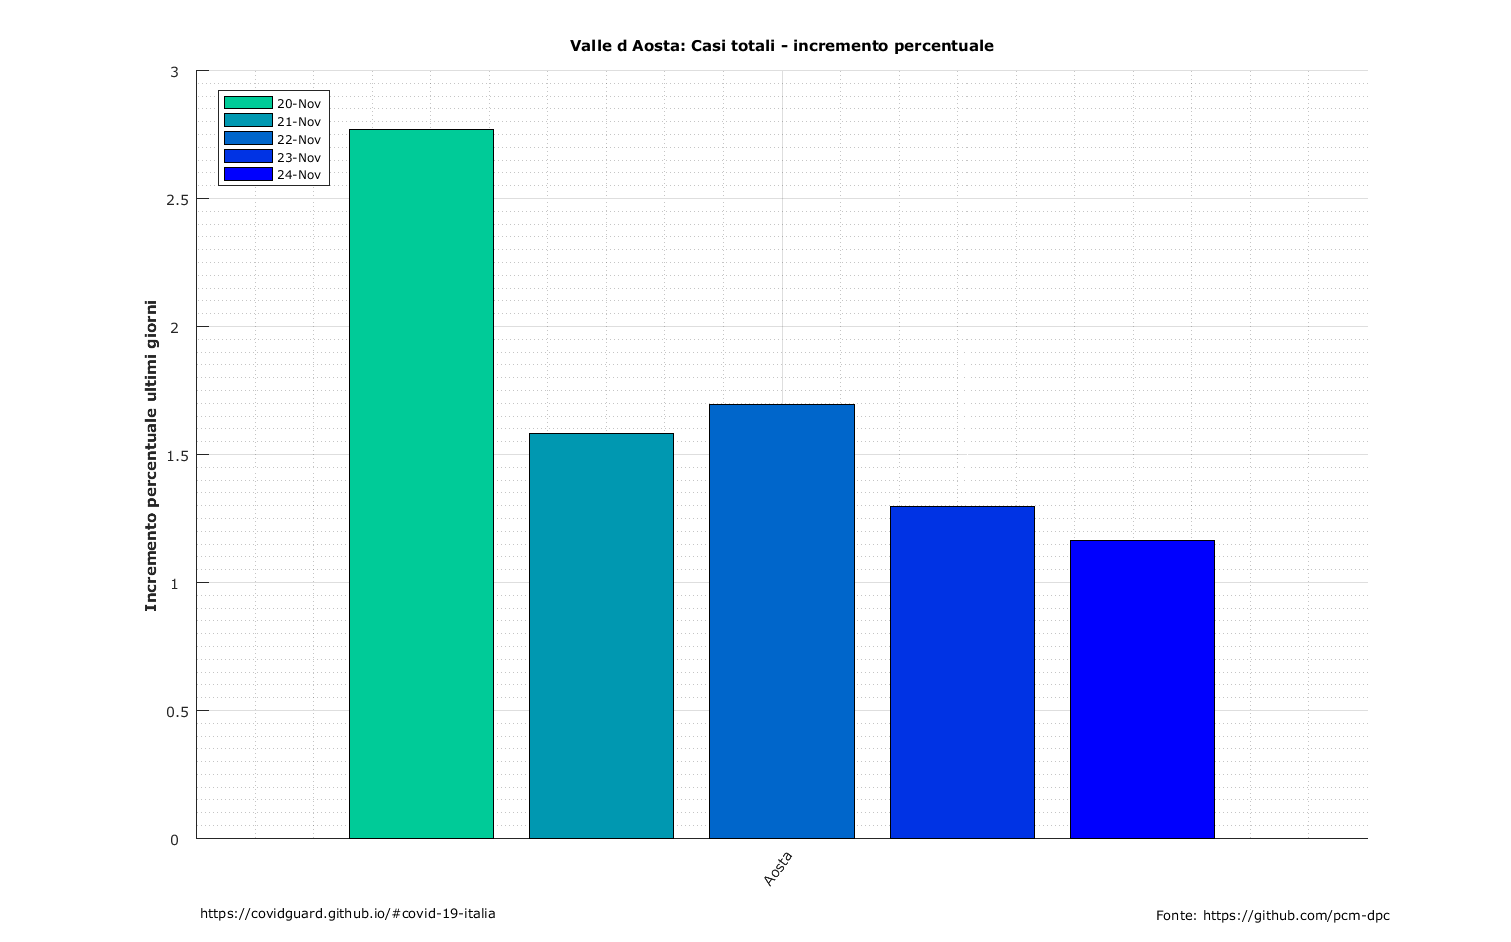 Valle d Aosta: Casi totali - incremento percentuale
Incremento percentuale ultimi giorni
3
2.5
2
1.5
1
0.5
0
20-Nov
21-Nov
22-Nov
23-Nov
24-Nov
Aosta
https://covidguard.github.io/#covid-19-italia
Fonte: https://github.com/pcm-dpc